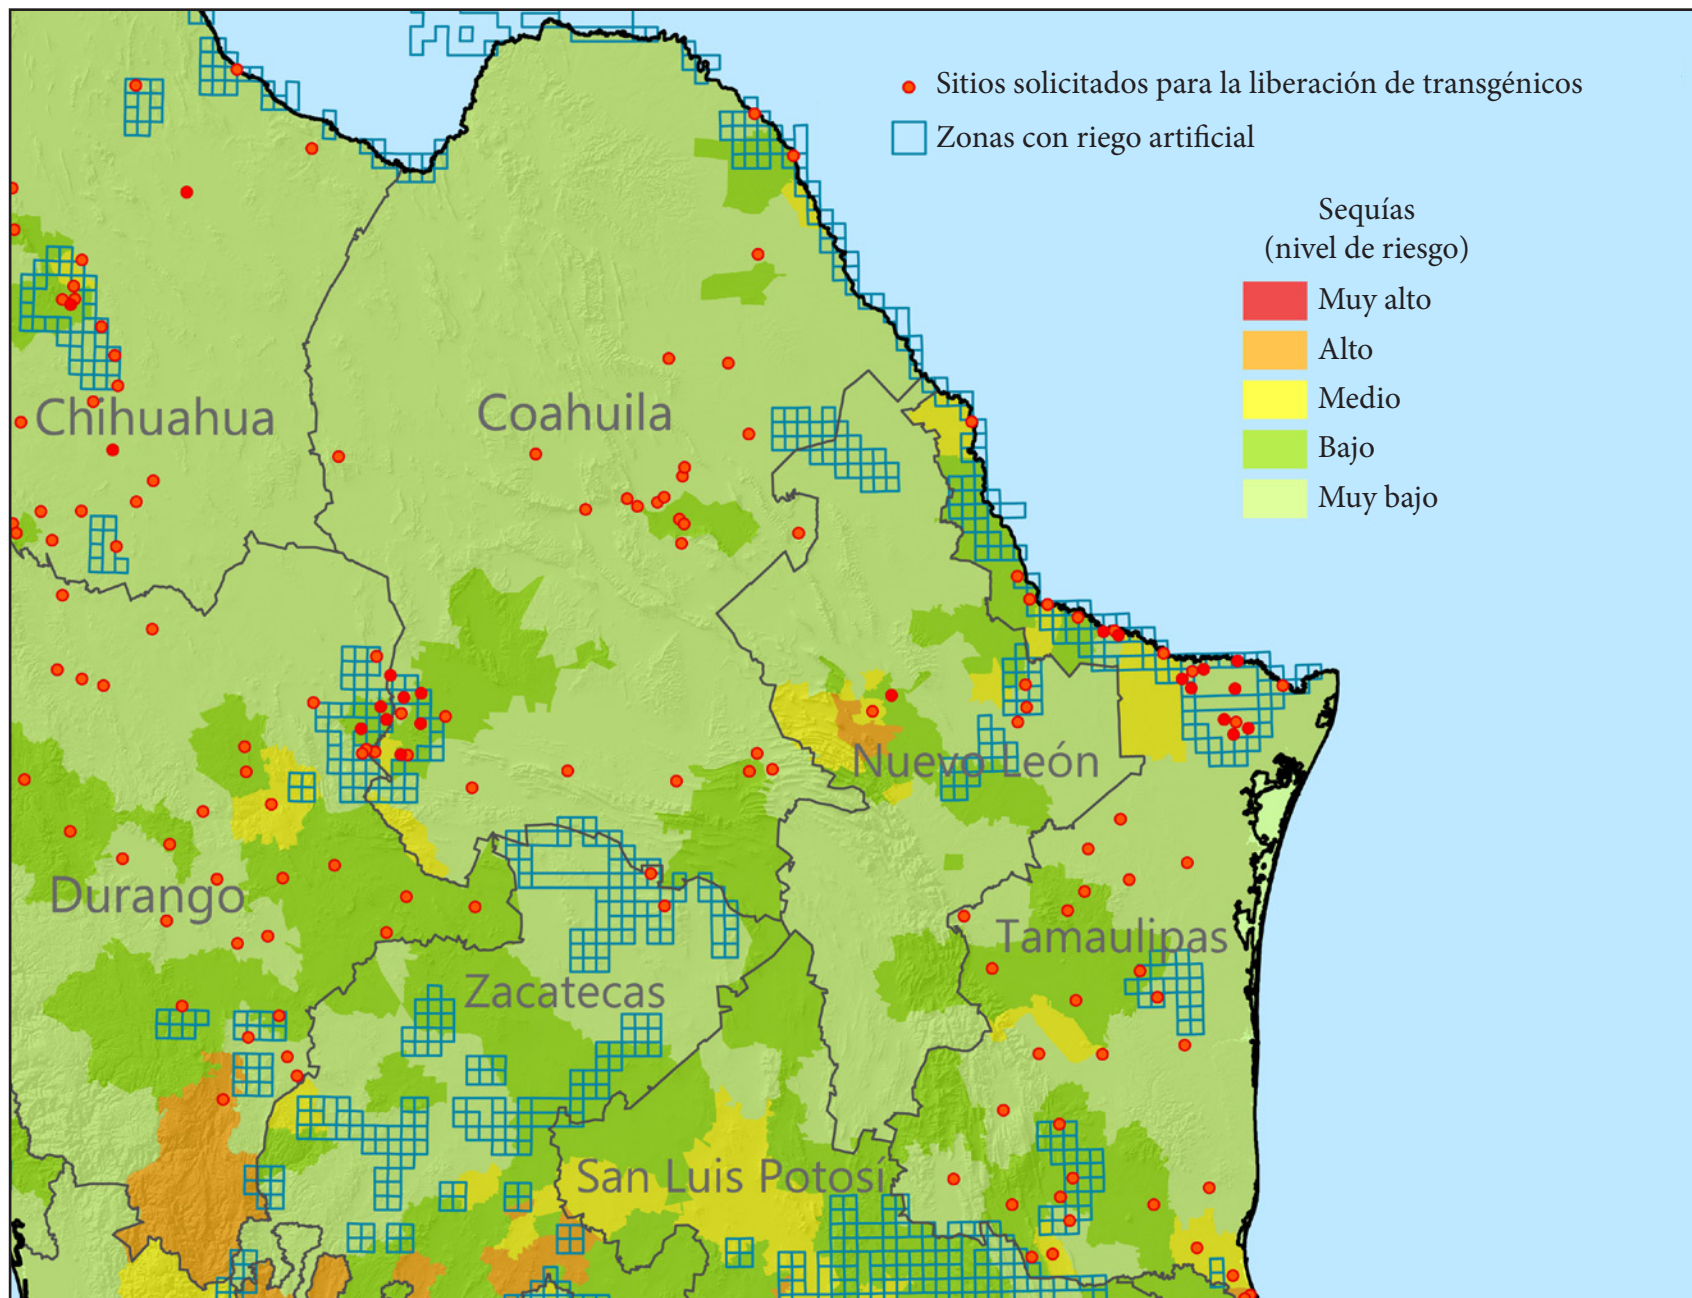 Sitios solicitados para la liberación de transgénicos
Zonas con riego artificial
Sequías
(nivel de riesgo)
Muy alto
Alto
Medio
Bajo
Muy bajo
Chihuahua
Coahuila
Nuevo León
Durango
Tamaulipas
Zacatecas
San Luis Potosí